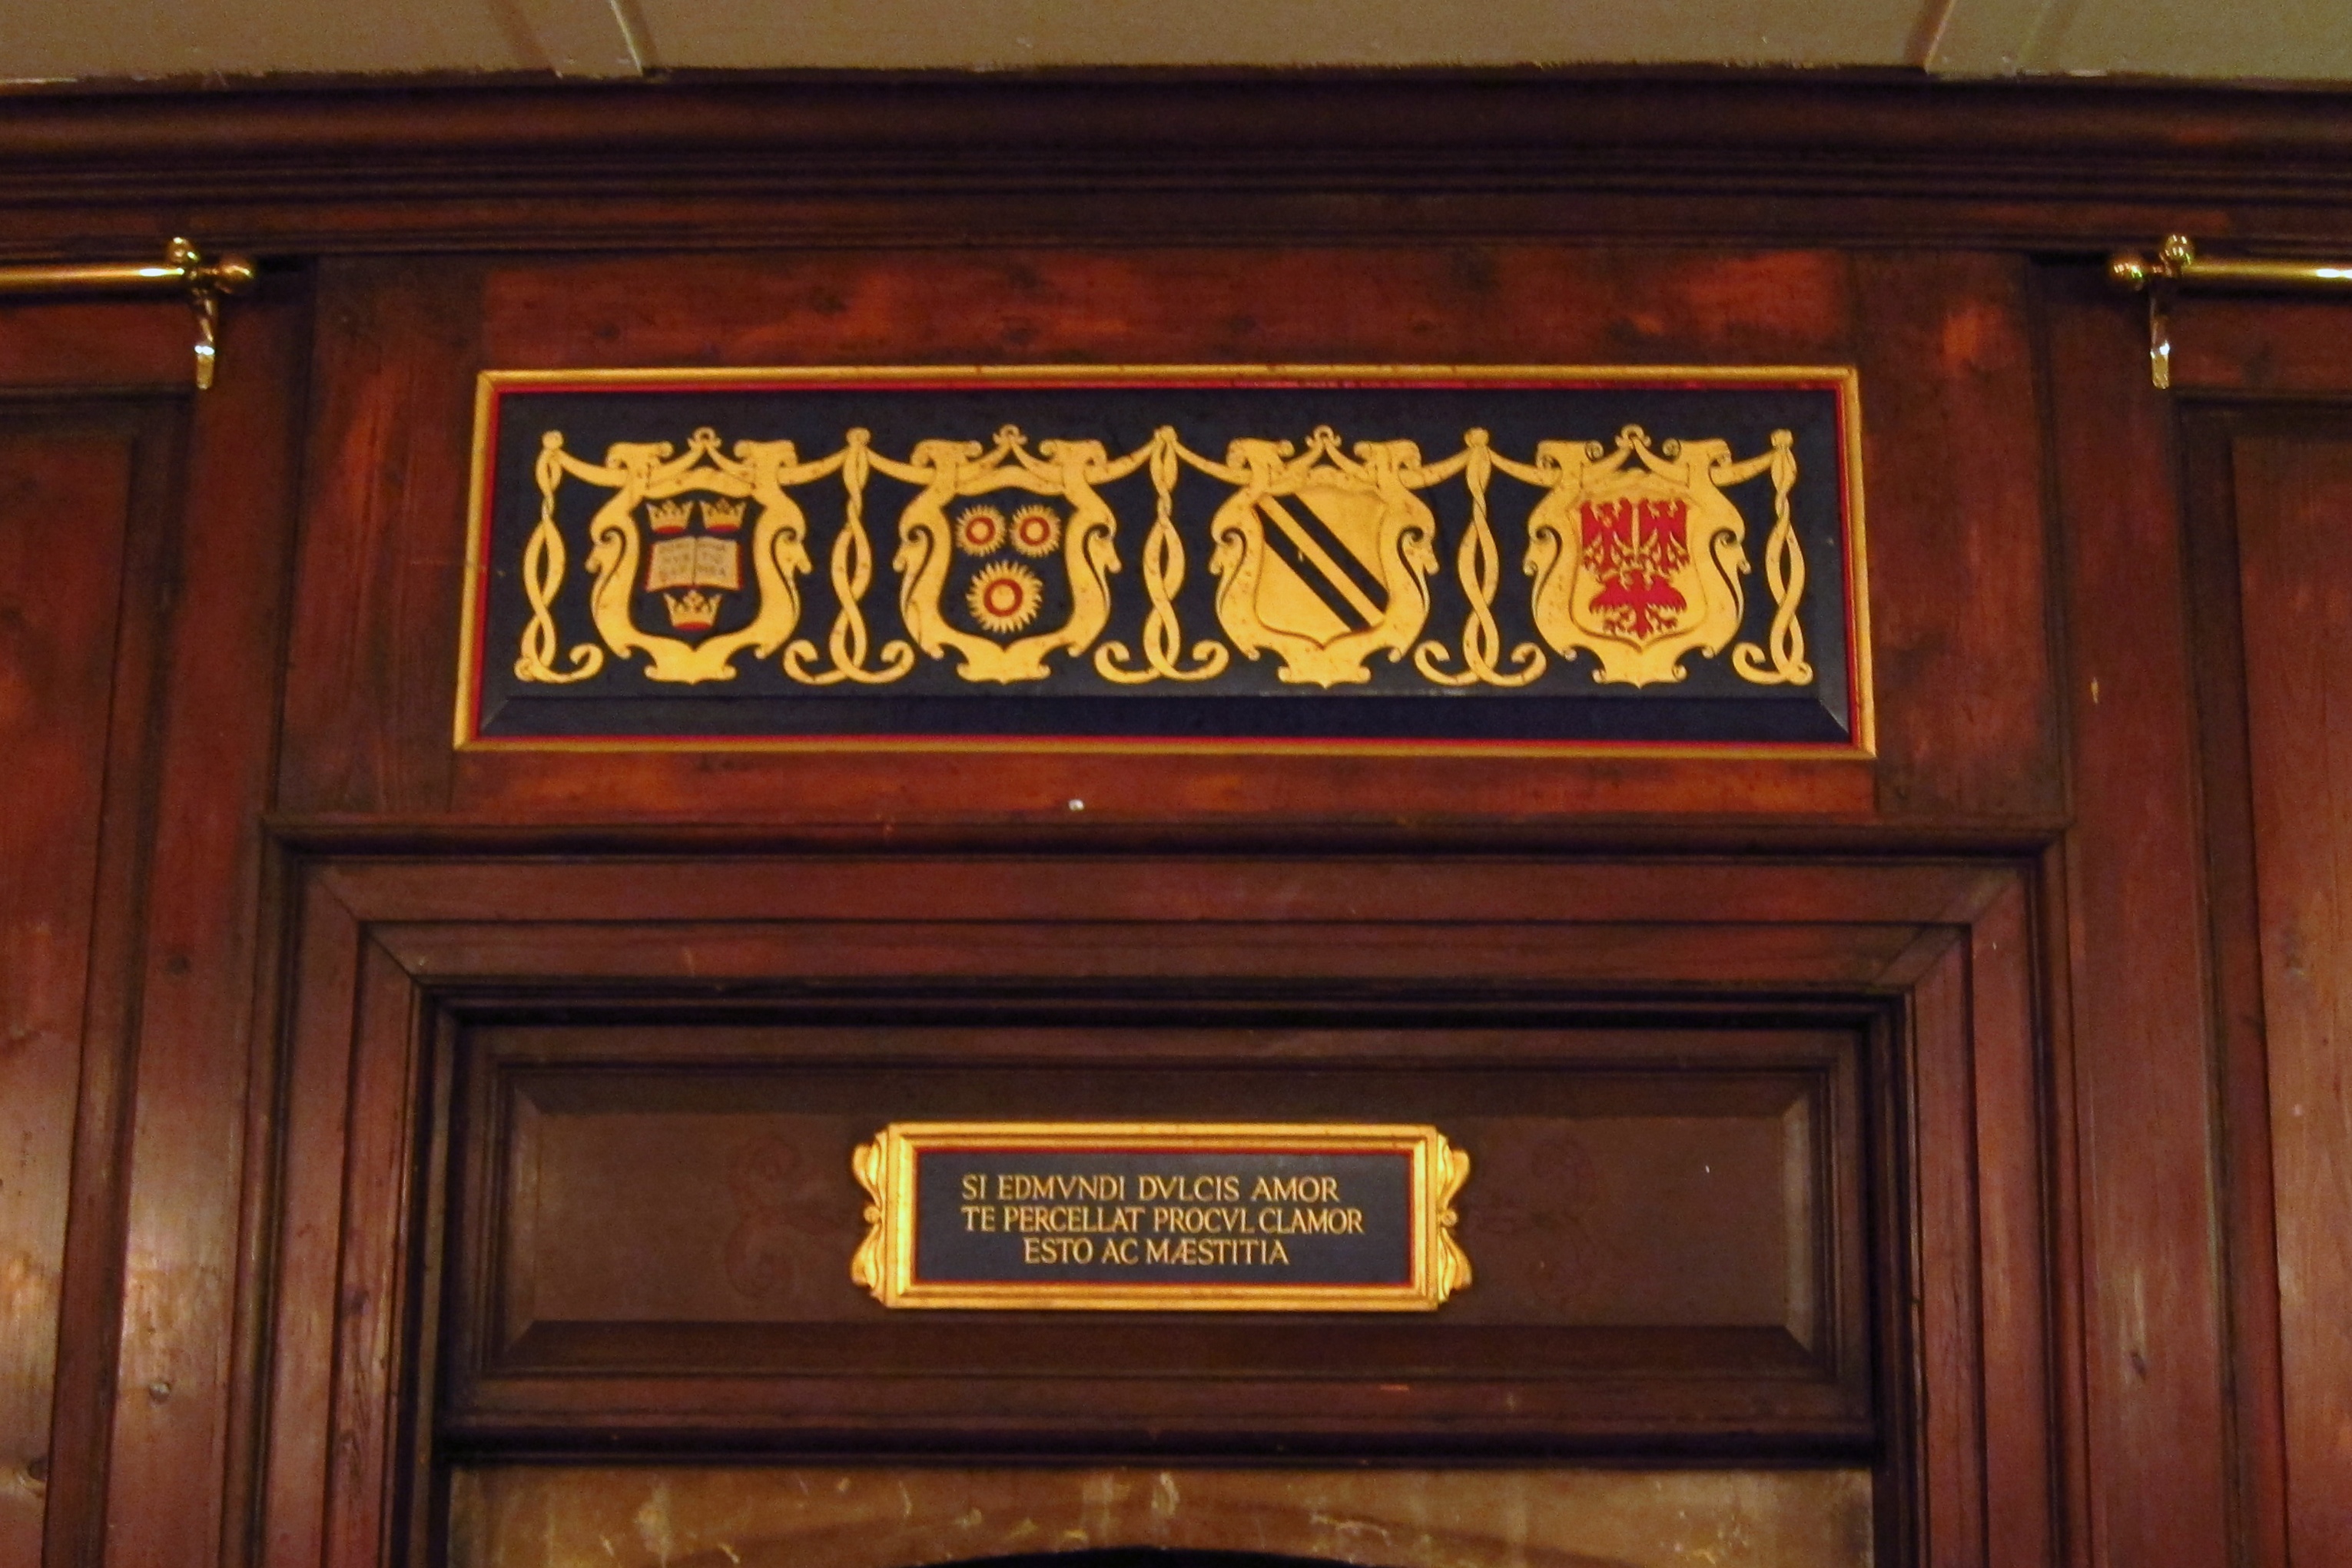 SI EDMVNDI DVLCIS AMOR
TE PERCELLAT PROCVL CLAMOR
ESTO AC MÆSTITIA